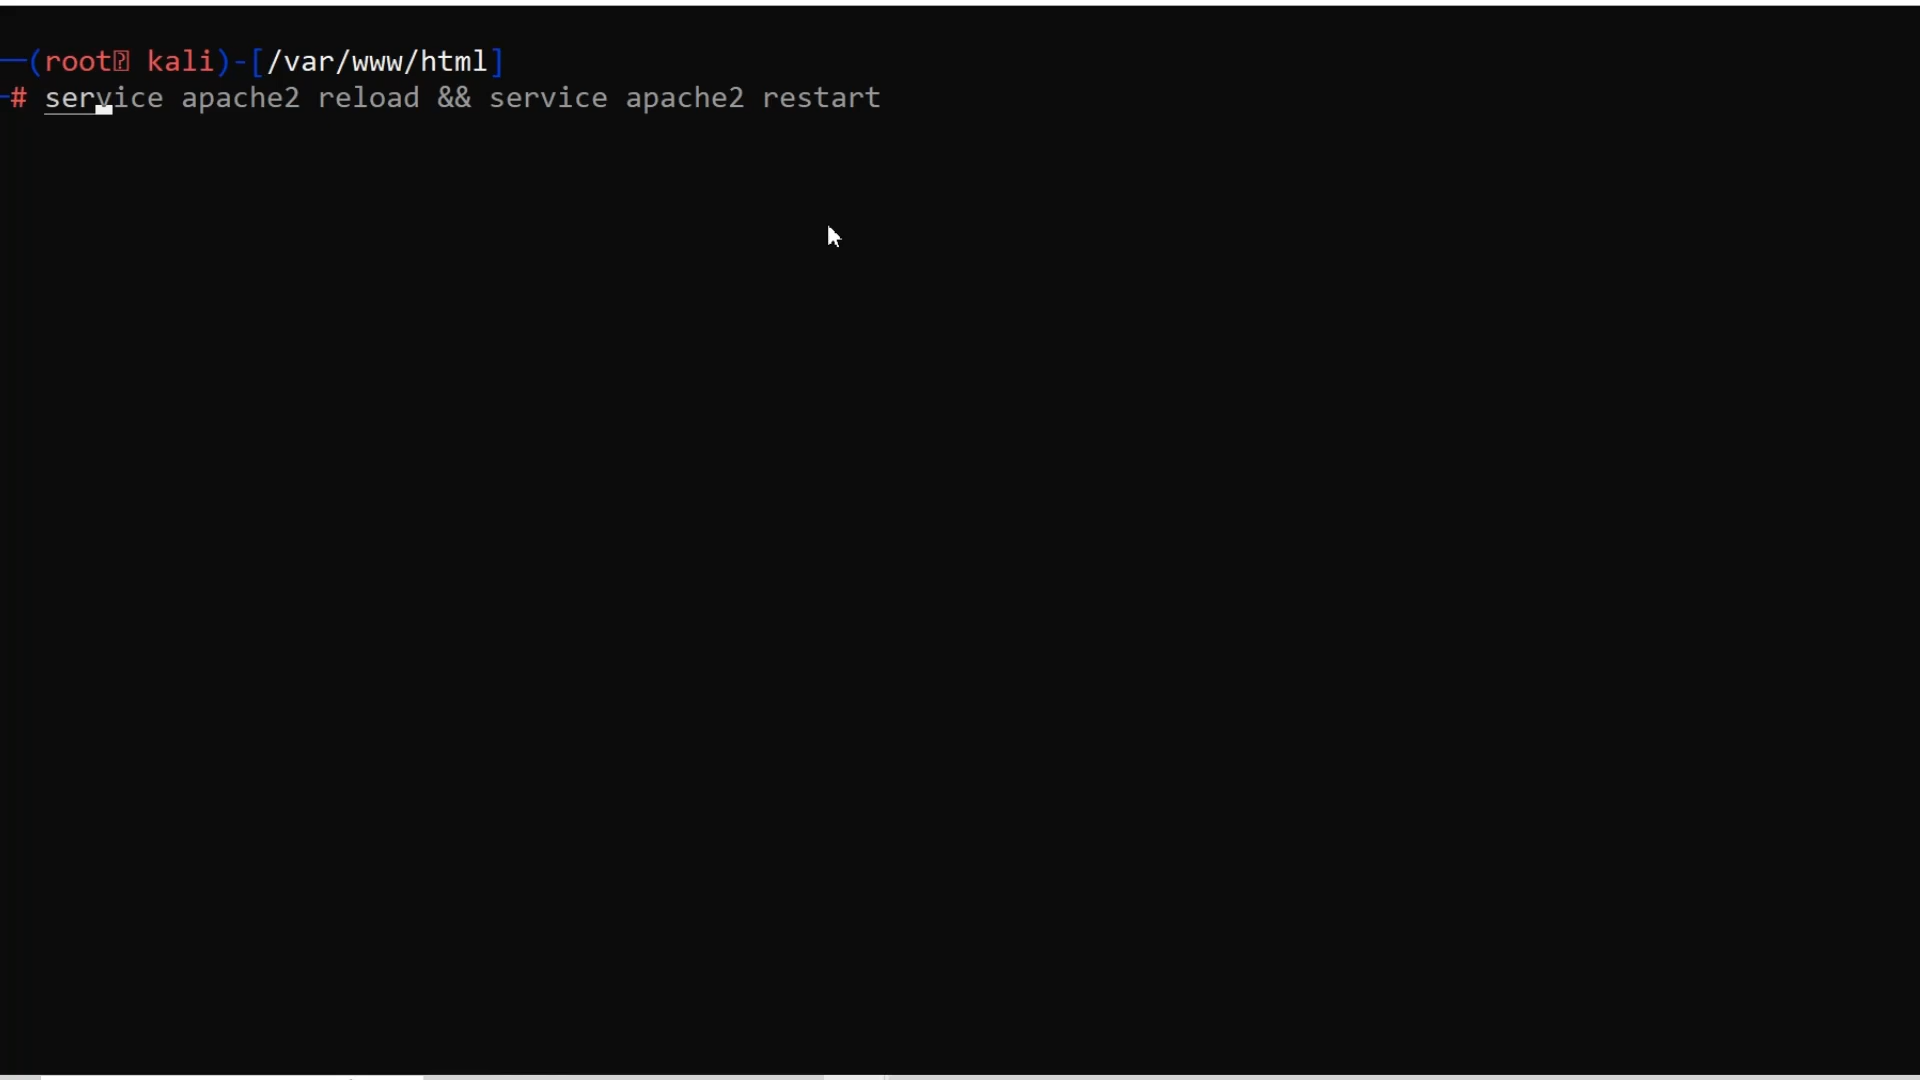 ──(root⍰ kali)-[/var/www/html]
─# service apache2 reload && service apache2 restart